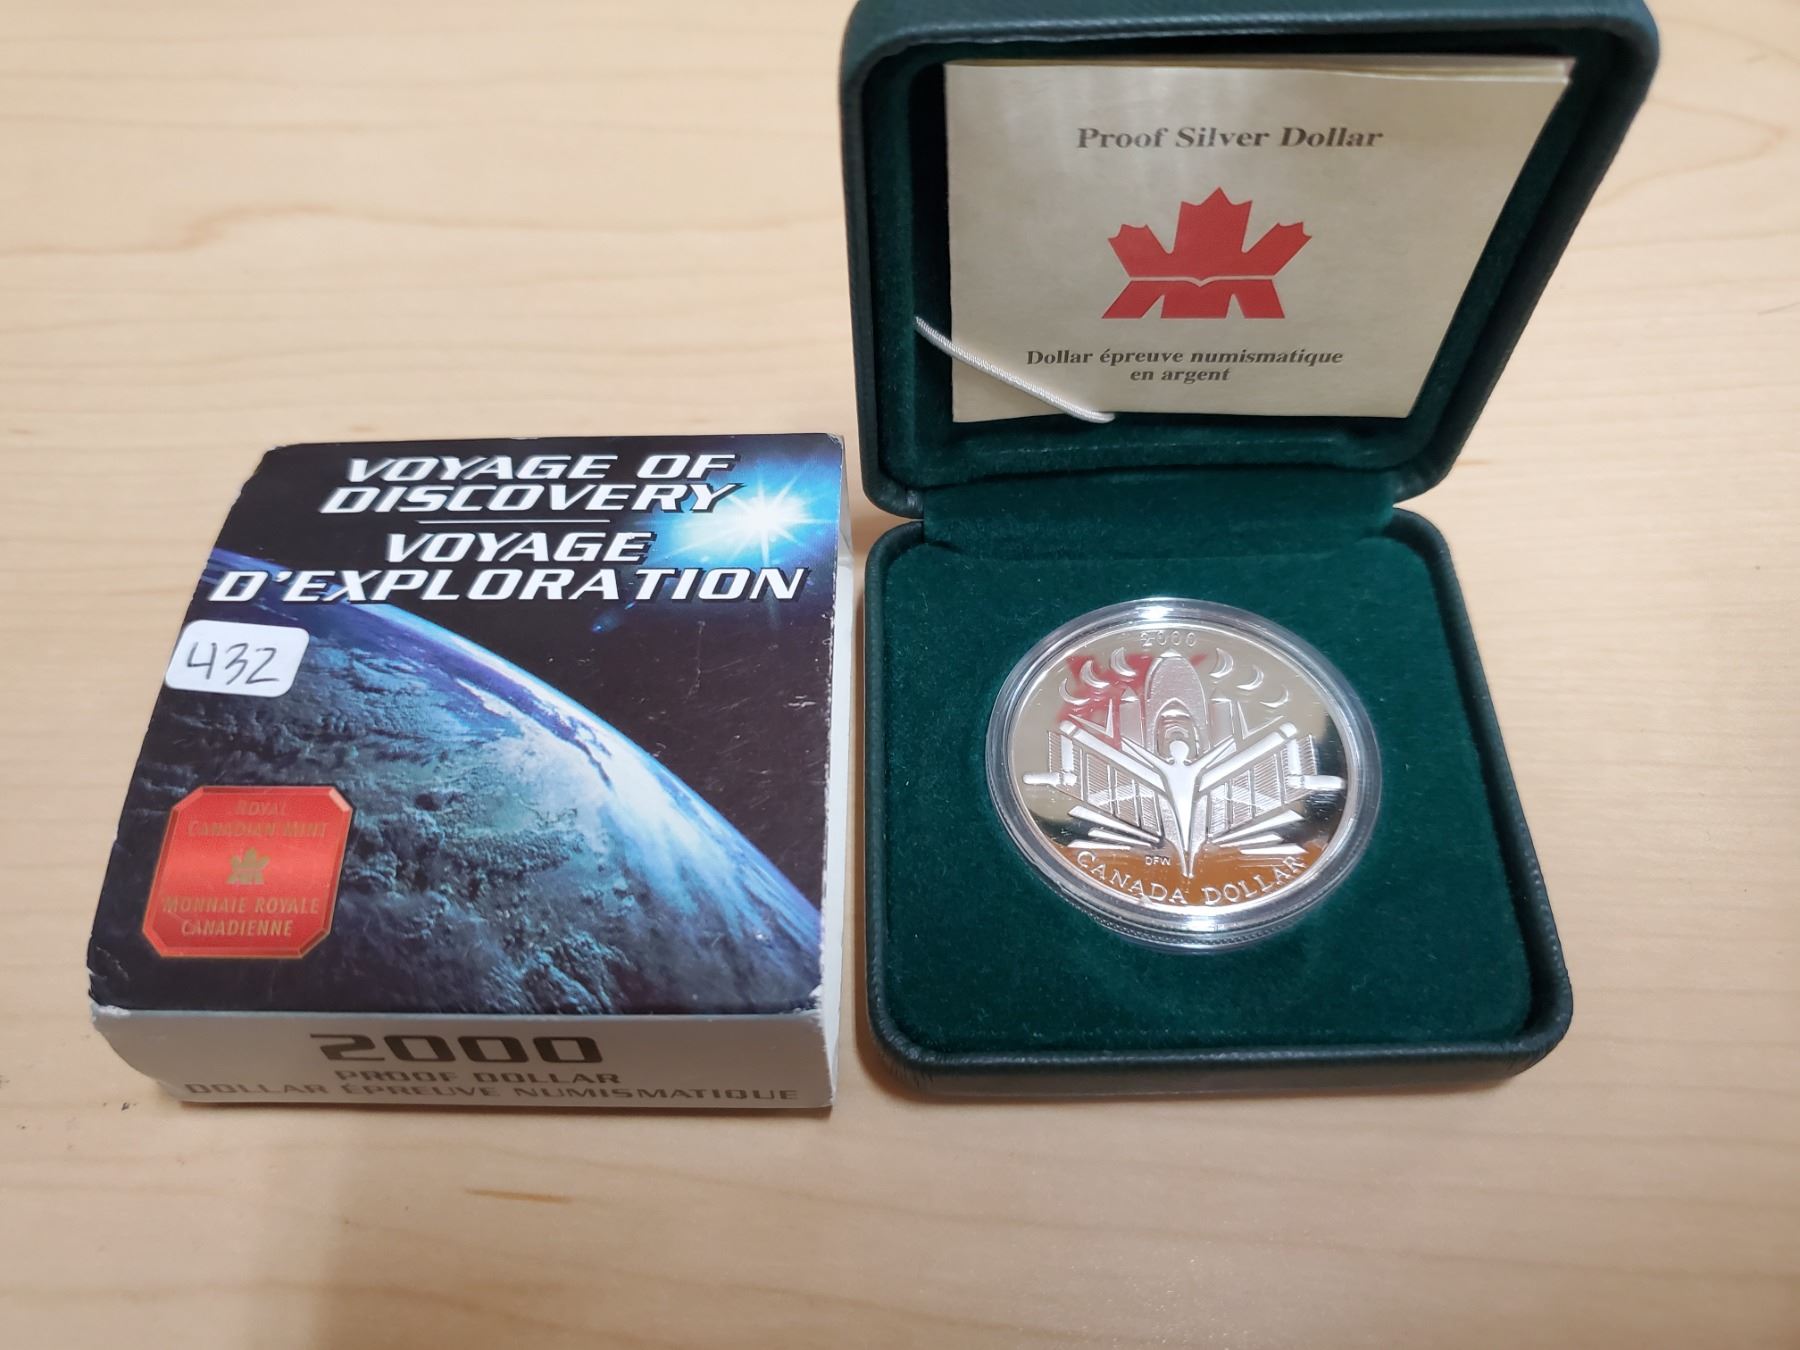 VOYAGE OF
DISCOVERY
VOYAGE
D'EXPLORATION
432
ROYAL
CANADIAN MINT
MONNAIE ROYALE
CANADIENNE
2000
PROOF DOLLAR
DOLLAR ÉPREUVE NUMISMATIQUE
Proof Silver Dollar
Dollar épreuve numismatique
en argent
2000
DFW
CANADA DOLLAR